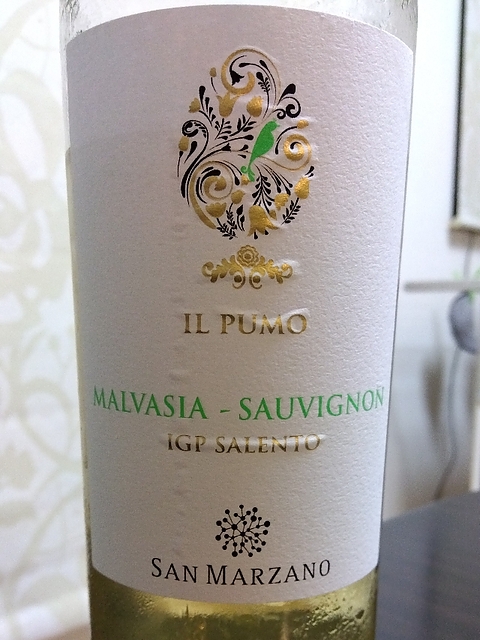 IL PUMO
MALVASIA - SAUVIGNON
IGP SALENTO
SAN MARZANO